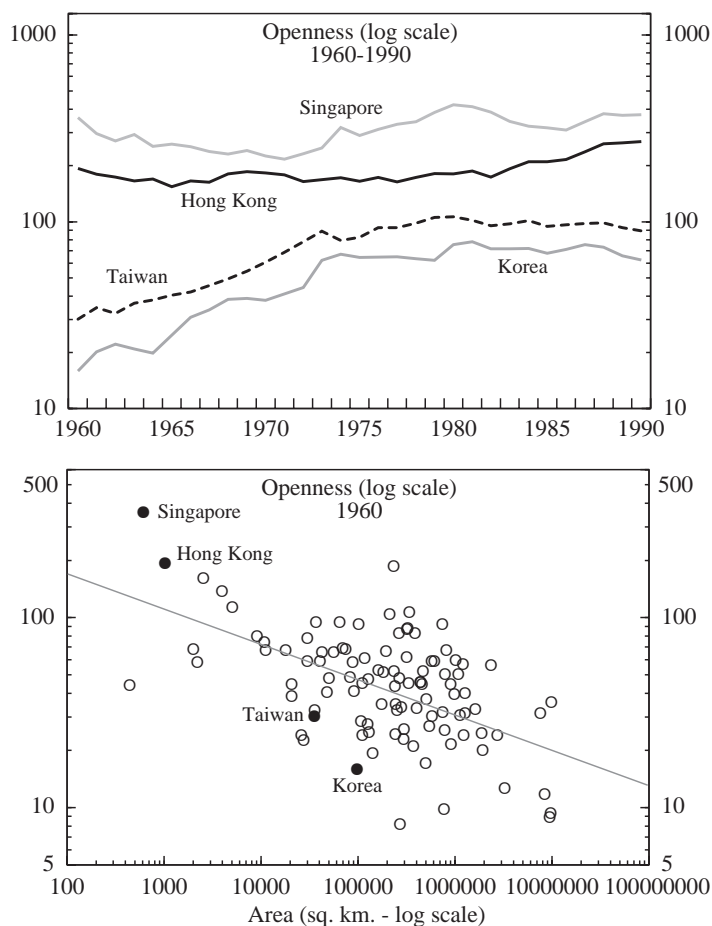 Openness (log scale)
1960-1990
1000
1000
Singapore
Hong Kong
100
100
Taiwan
Korea
10
10
1960
1965
1970
1975
1980
1985
1990
Openness (log scale)
1960
500
500
Singapore
Hong Kong
100
100
Taiwan
Korea
10
10
5
5
100
1000
10000
100000
1000000
10000000
100000000
Area (sq. km. - log scale)